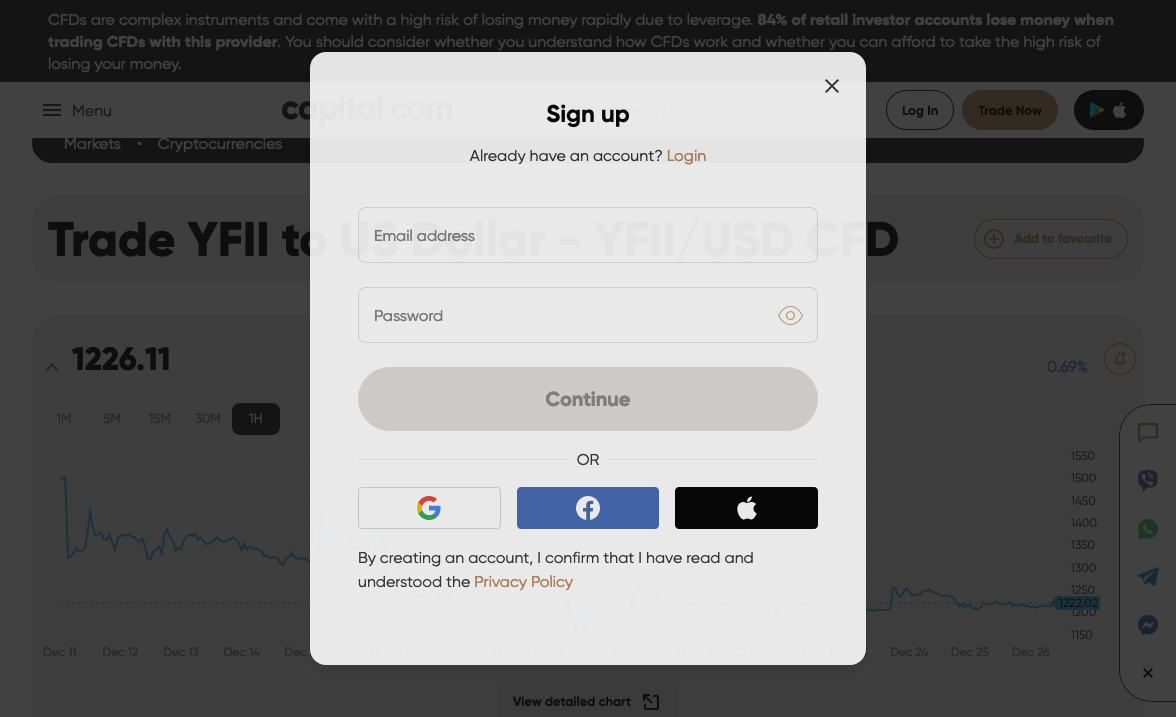 CFDs are complex instruments and come with a high risk of losing money rapidly due to leverage. 84% of retail investor accounts lose money when
trading CFDs with this provider. You should consider whether you understand how CFDs work and whether you can afford to take the high risk of
losing your money.
Menu
capital.com
Log In
Trade Now
Markets • Cryptocurrencies
Sign up
Already have an account? Login
Trade YFII to US Dollar - YFII/USD CFD
Add to favourite
Email address
Password
1226.11
0.69%
1M 5M 15M 30M 1H
Continue
OR
By creating an account, I confirm that I have read and
understood the Privacy Policy
1550
1500
1450
1400
1350
1300
1250
1222.02
1200
1150
Dec 11 Dec 12 Dec 13 Dec 14 Dec
Dec 24 Dec 25 Dec 26
View detailed chart